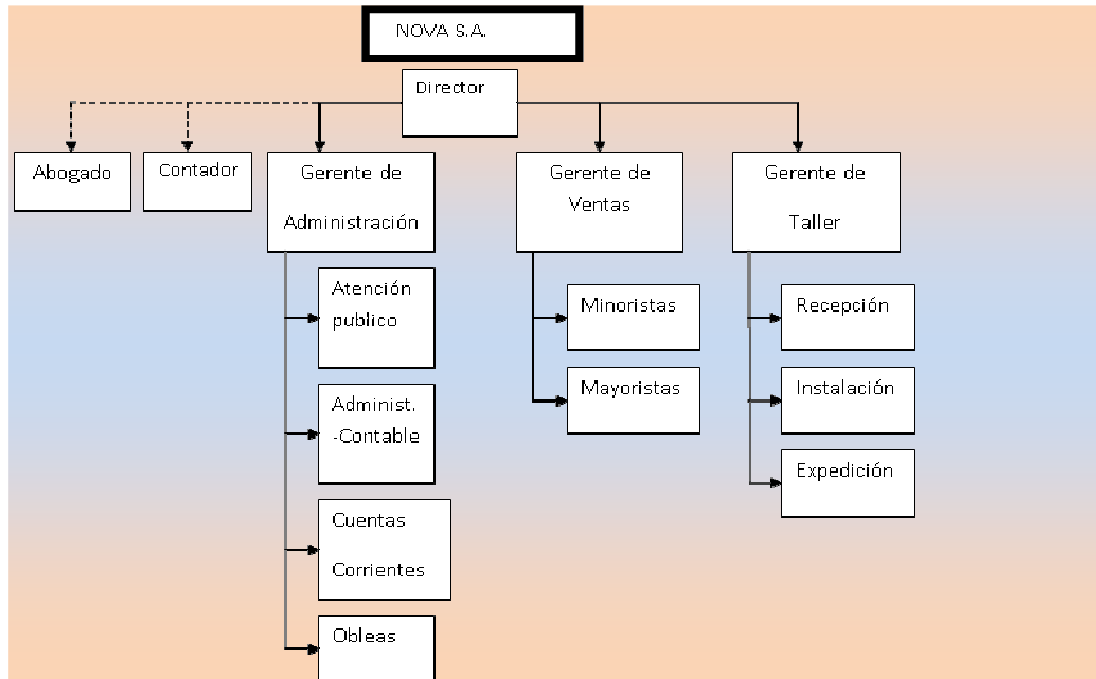 NOVA S.A.
Director
Abogado
Contador
Gerente de
Administración
Gerente de
Ventas
Gerente de
Taller
Atención
publico
Administ.
-Contable
Cuentas
Corrientes
Obleas
Minoristas
Mayoristas
Recepción
Instalación
Expedición